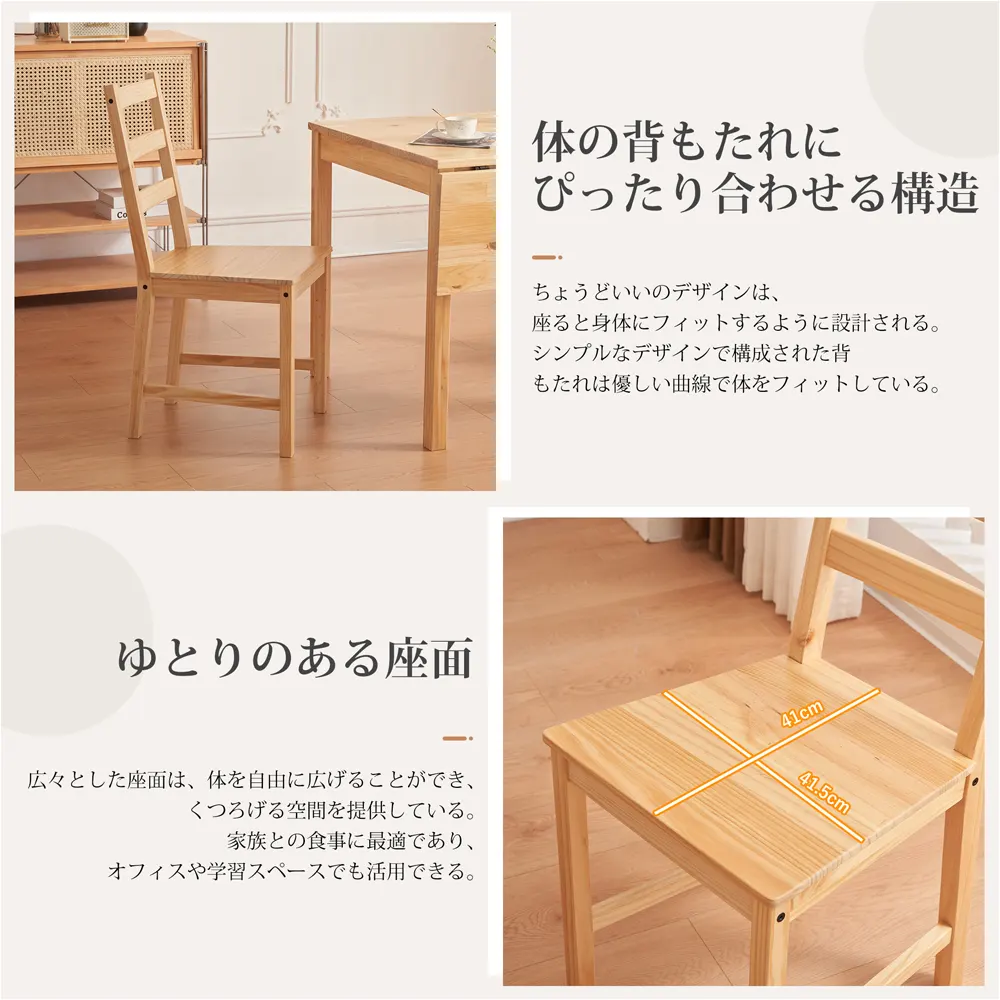 体の背もたれに
ぴったり合わせる構造
ちょうどいいのデザインは、
座ると身体にフィットするように設計される。
シンプルなデザインで構成された背
もたれは優しい曲線で体をフィットしている。
ゆとりのある座面
広々とした座面は、体を自由に広げることができ、
くつろげる空間を提供している。
家族との食事に最適であり、
オフィスや学習スペースでも活用できる。
41cm
41.5cm